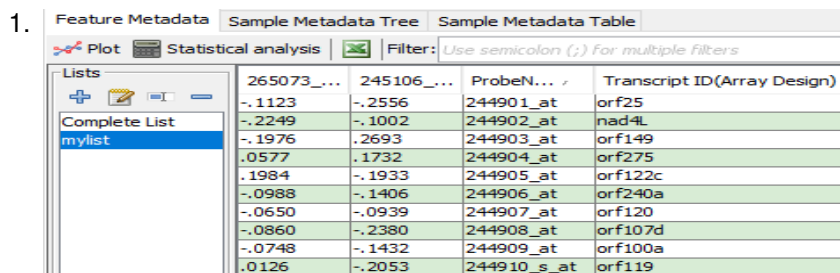 1. Feature Metadata Sample Metadata Tree Sample Metadata Table
Plot Statistical analysis Filter: Use semicolon (;) for multiple filters
Lists
265073_... 245106_... ProbeN... Transcript ID(Array Design)
-.1123 -.2556 244901_at orf25
Complete List -.2249 -.1002 244902_at nad4L
mylist -.1976 .2693 244903_at orf149
.0577 .1732 244904_at orf275
.1984 -.1933 244905_at orf122c
-.0988 -.1406 244906_at orf240a
-.0650 -.0939 244907_at orf120
-.0860 -.2380 244908_at orf107d
-.0748 -.1432 244909_at orf100a
.0126 -.2053 244910_s_at orf119